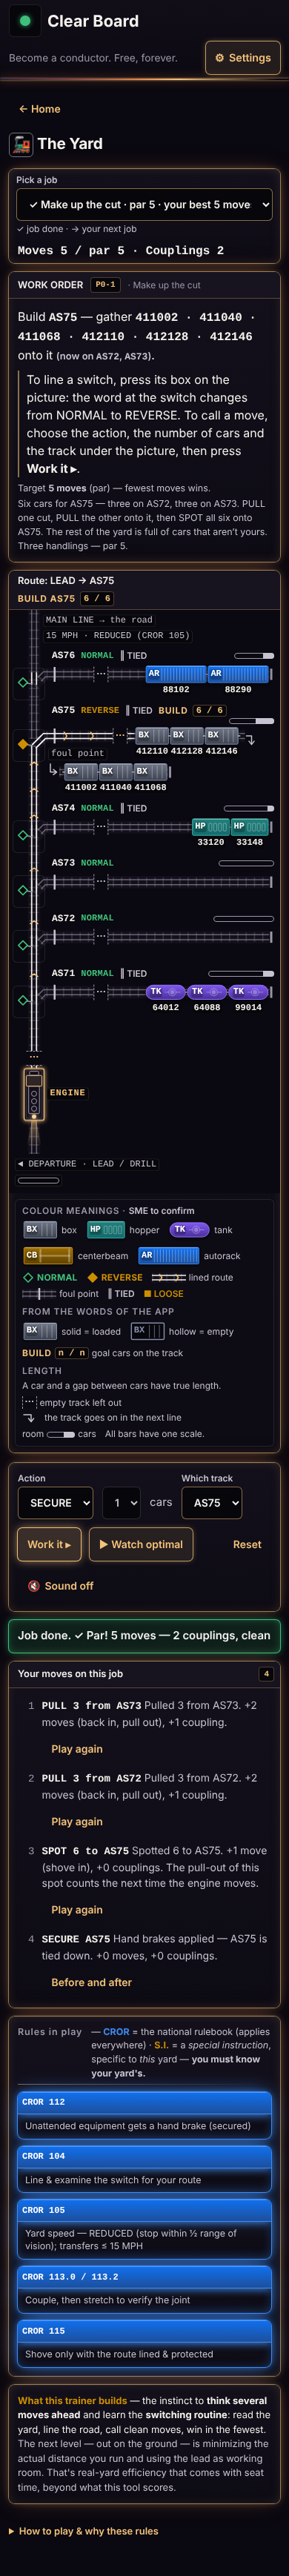 Clear Board
Become a conductor. Free, forever.
⚙ Settings
← Home
The Yard
Pick a job
✓ Make up the cut · par 5 · your best 5 move
✓ job done · → your next job
Moves 5 / par 5 · Couplings 2
WORK ORDER P0-1 · Make up the cut
Build AS75 — gather 411002 · 411040 ·
411068 · 412110 · 412128 · 412146
onto it (now on AS72, AS73).
To line a switch, press its box on the
picture: the word at the switch changes
from NORMAL to REVERSE. To call a move,
choose the action, the number of cars and
the track under the picture, then press
Work it ▸.
Target 5 moves (par) — fewest moves wins.
Six cars for AS75 — three on AS72, three on AS73. PULL
one cut, PULL the other onto it, then SPOT all six onto
AS75. The rest of the yard is full of cars that aren't yours.
Three handlings — par 5.
Route: LEAD → AS75
BUILD AS75 6 / 6
MAIN LINE → the road
15 MPH · REDUCED (CROR 105)
AS76 NORMAL TIED
AR AR
88102 88290
AS75 REVERSE TIED BUILD 6 / 6
BX BX BX
412110 412128 412146
foul point
BX BX BX
411002 411040 411068
AS74 NORMAL TIED
HP HP
33120 33148
AS73 NORMAL TIED
AS72 NORMAL
AS71 NORMAL TIED
TK TK TK
64012 64088 99014
ENGINE
◄ DEPARTURE · LEAD / DRILL
COLOUR MEANINGS · SME to confirm
BX box HP hopper TK tank
CB centerbeam AR autorack
NORMAL REVERSE lined route
foul point TIED LOOSE
FROM THE WORDS OF THE APP
BX solid = loaded BX hollow = empty
BUILD n / n goal cars on the track
LENGTH
A car and a gap between cars have true length.
empty track left out
the track goes on in the next line
room cars All bars have one scale.
Action Which track
SECURE 1 cars AS75
Work it ▸ ▶ Watch optimal Reset
Sound off
Job done. ✓ Par! 5 moves — 2 couplings, clean
Your moves on this job 4
1 PULL 3 from AS73 Pulled 3 from AS73. +2
moves (back in, pull out), +1 coupling.
Play again
2 PULL 3 from AS72 Pulled 3 from AS72. +2
moves (back in, pull out), +1 coupling.
Play again
3 SPOT 6 to AS75 Spotted 6 to AS75. +1 move
(shove in), +0 couplings. The pull-out of this
spot counts the next time the engine moves.
Play again
4 SECURE AS75 Hand brakes applied — AS75 is
tied down. +0 moves, +0 couplings.
Before and after
Rules in play — CROR = the national rulebook (applies
everywhere) · S.I. = a special instruction,
specific to this yard — you must know
your yard's.
CROR 112
Unattended equipment gets a hand brake (secured)
CROR 104
Line & examine the switch for your route
CROR 105
Yard speed — REDUCED (stop within ½ range of
vision); transfers ≤ 15 MPH
CROR 113.0 / 113.2
Couple, then stretch to verify the joint
CROR 115
Shove only with the route lined & protected
What this trainer builds — the instinct to think several
moves ahead and learn the switching routine: read the
yard, line the road, call clean moves, win in the fewest.
The next level — out on the ground — is minimizing the
actual distance you run and using the lead as working
room. That's real-yard efficiency that comes with seat
time, beyond what this tool scores.
▶ How to play & why these rules